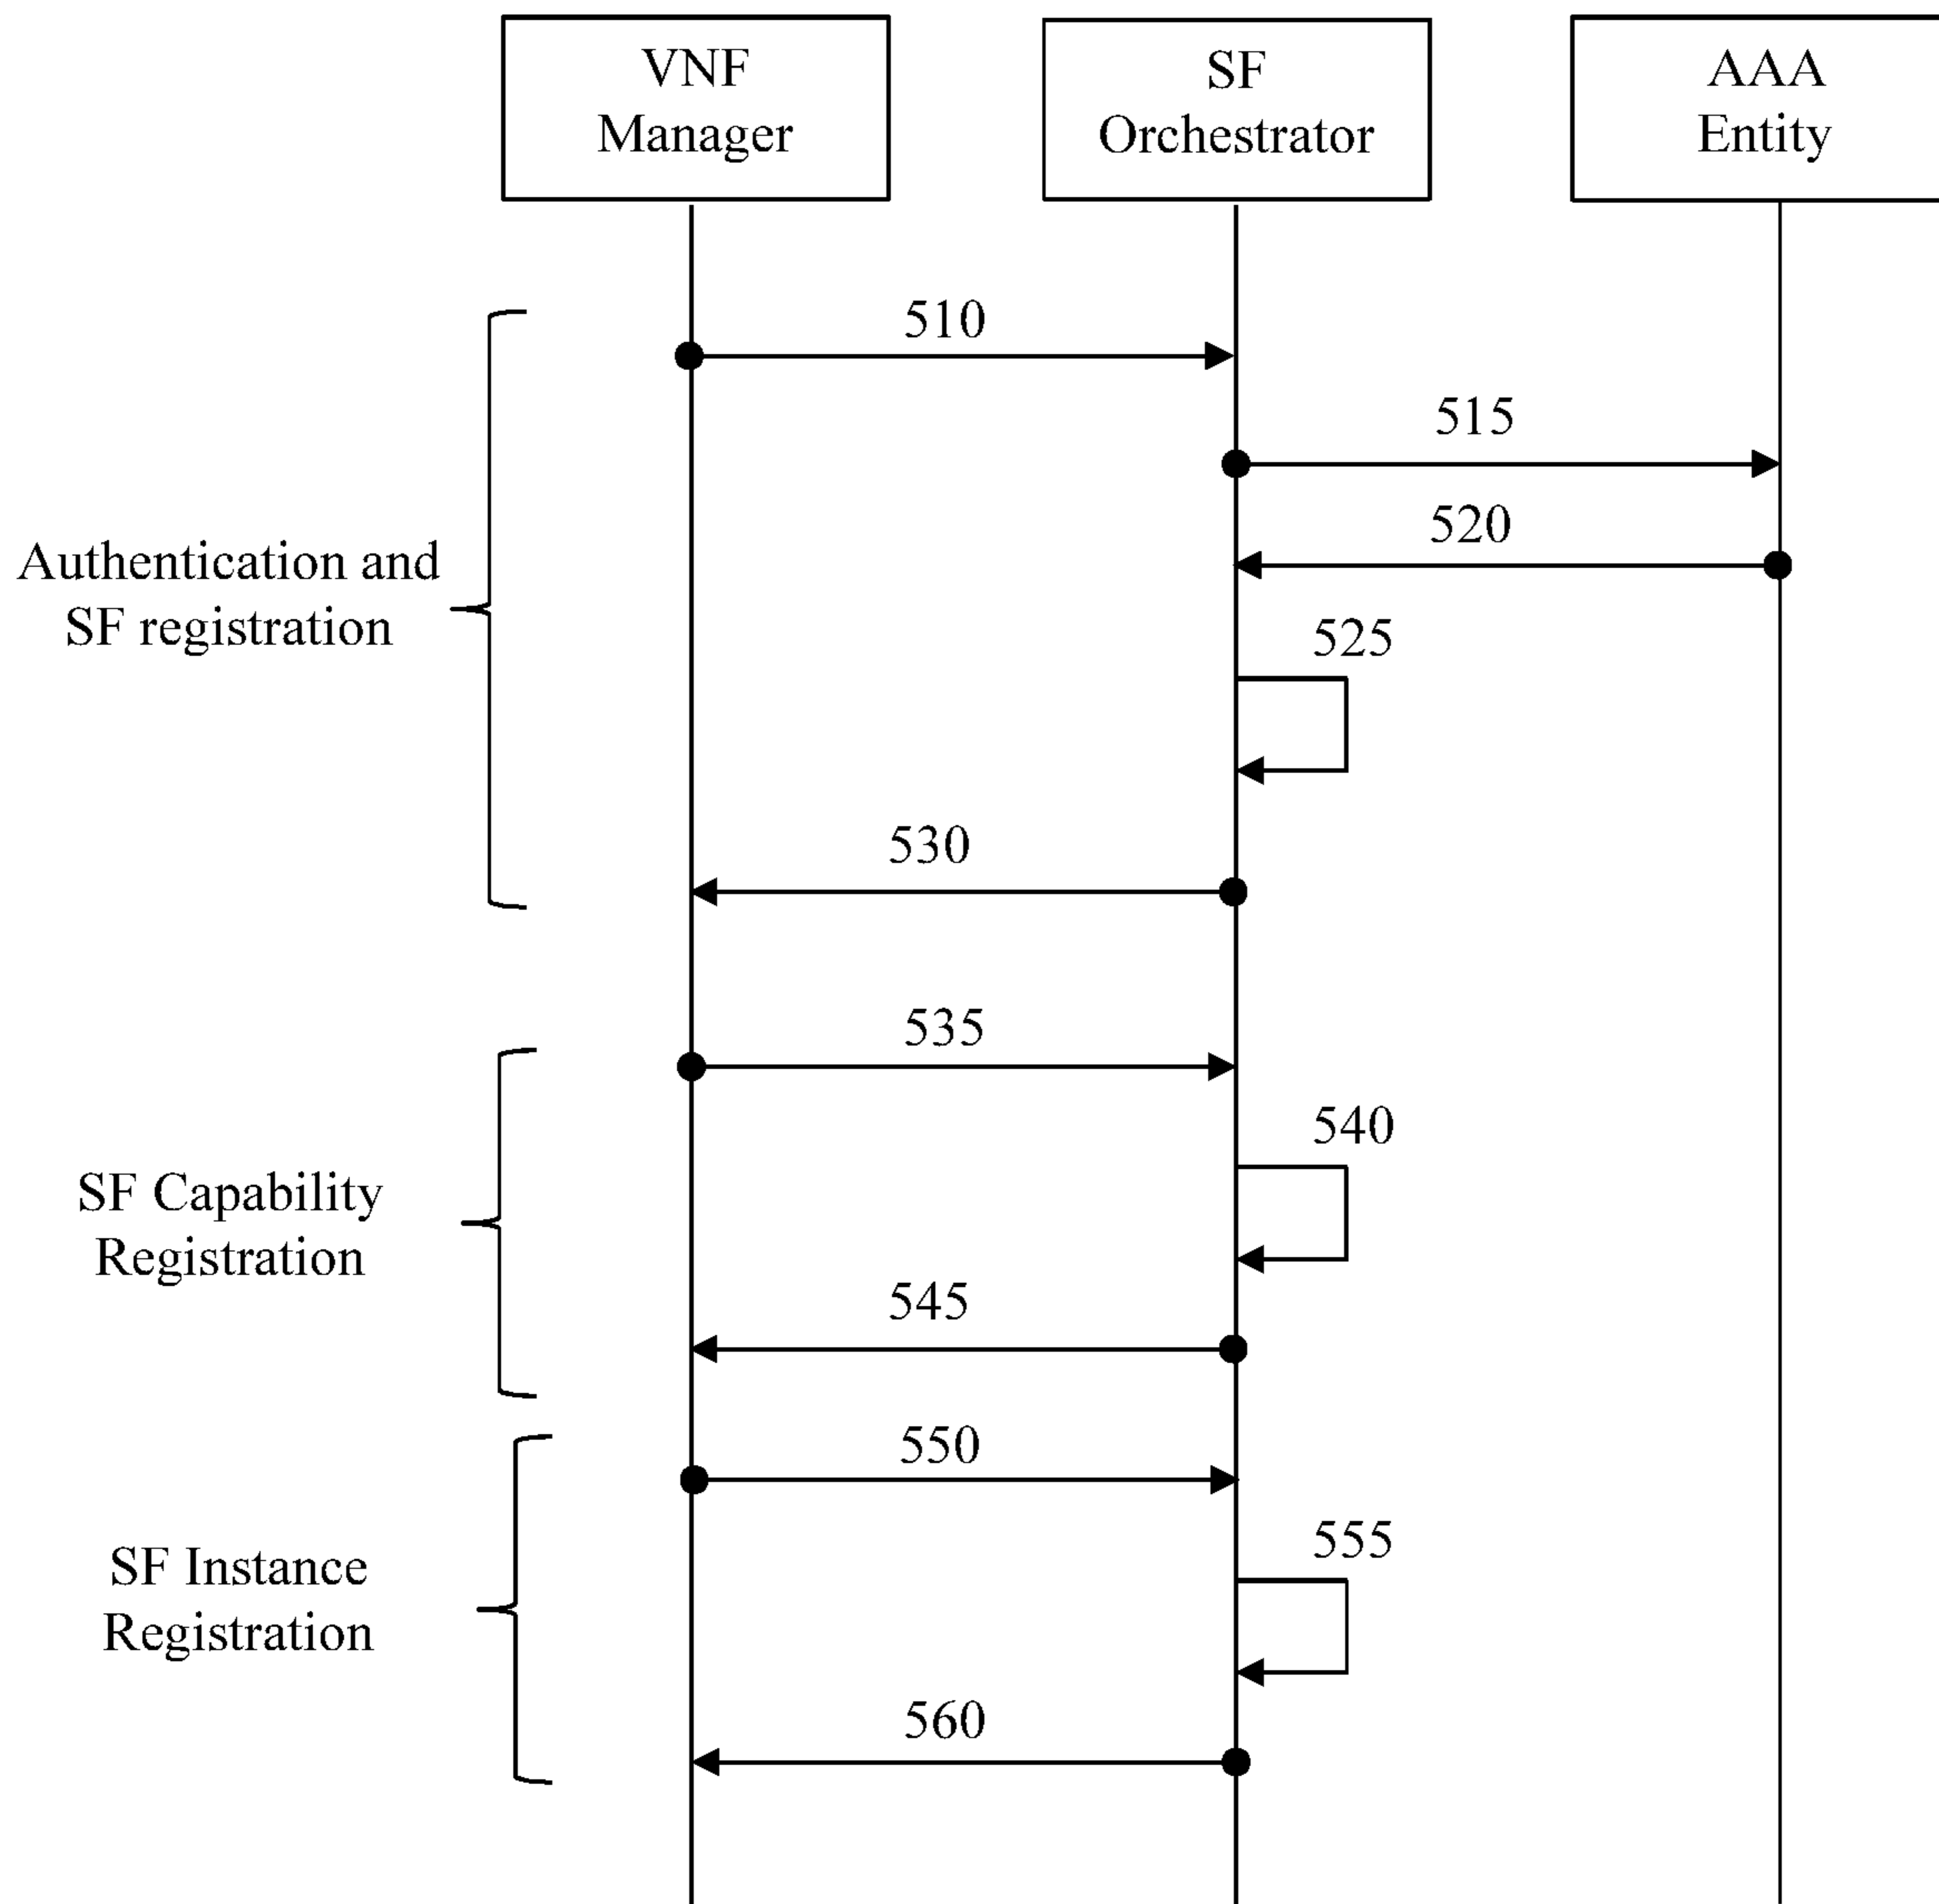 VNF
Manager
SF
Orchestrator
AAA
Entity
510
515
520
Authentication and
SF registration
525
530
535
540
SF Capability
Registration
545
550
555
SF Instance
Registration
560